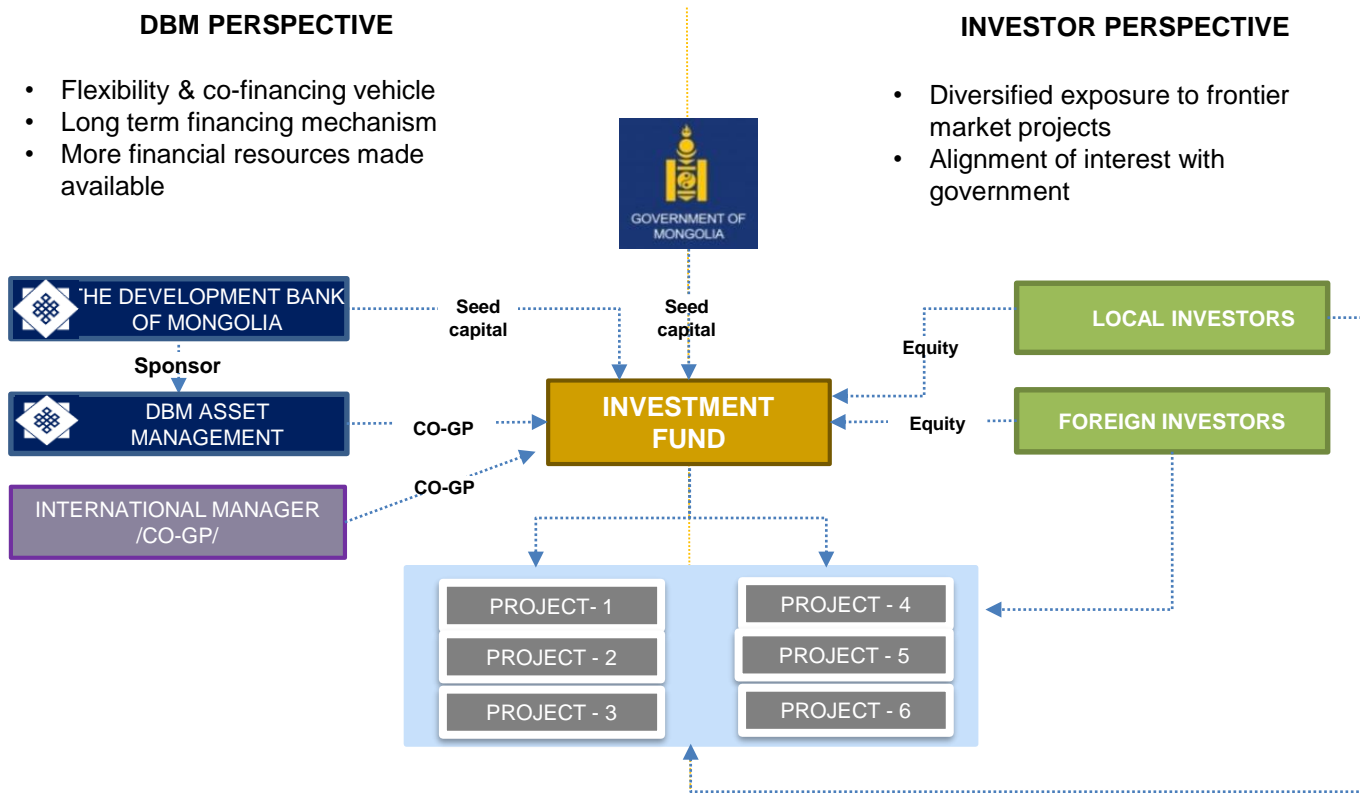 DBM PERSPECTIVE
• Flexibility & co-financing vehicle
• Long term financing mechanism
• More financial resources made
available
INVESTOR PERSPECTIVE
• Diversified exposure to frontier
market projects
• Alignment of interest with
government
GOVERNMENT OF
MONGOLIA
THE DEVELOPMENT BANK
OF MONGOLIA
Seed
capital
Seed
capital
LOCAL INVESTORS
Equity
Sponsor
DBM ASSET
MANAGEMENT
CO-GP
INVESTMENT
FUND
Equity
FOREIGN INVESTORS
CO-GP
INTERNATIONAL MANAGER
/CO-GP/
PROJECT- 1
PROJECT - 2
PROJECT - 3
PROJECT - 4
PROJECT - 5
PROJECT - 6